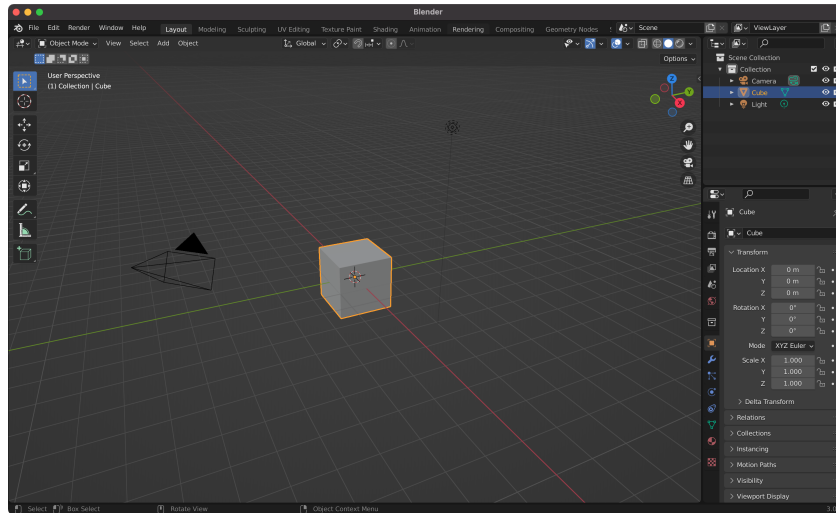 Blender
File Edit Render Window Help Layout Modeling Sculpting UV Editing Texture Paint Shading Animation Rendering Compositing Geometry Nodes Scene ViewLayer
Object Mode View Select Add Object Global
Options
User Perspective
(1) Collection | Cube
Z
Y
X
Scene Collection
Collection
Camera
Cube
Light
Cube
Cube
Transform
Location X 0 m
Y 0 m
Z 0 m
Rotation X 0°
Y 0°
Z 0°
Mode XYZ Euler
Scale X 1.000
Y 1.000
Z 1.000
Delta Transform
Relations
Collections
Instancing
Motion Paths
Visibility
Viewport Display
Select Box Select Rotate View Object Context Menu